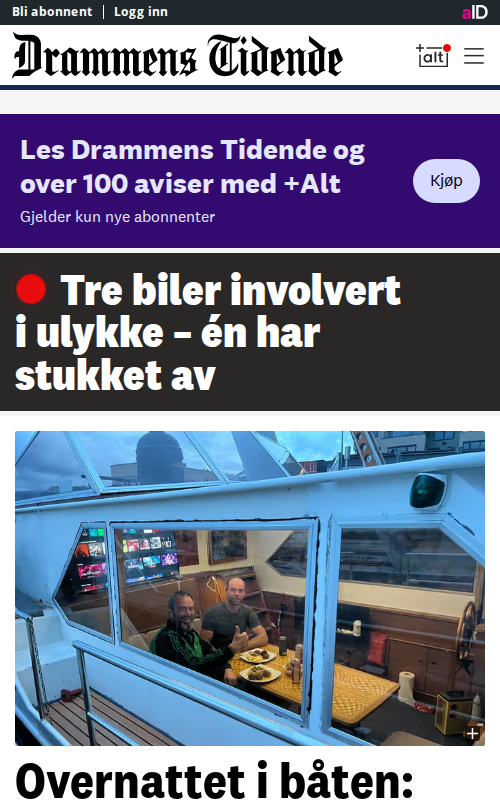 Bli abonnent | Logg inn
aID
Drammens Tidende
+alt
Les Drammens Tidende og
over 100 aviser med +Alt
Gjelder kun nye abonnenter
Kjøp
Tre biler involvert
i ulykke – én har
stukket av
Overnattet i båten: